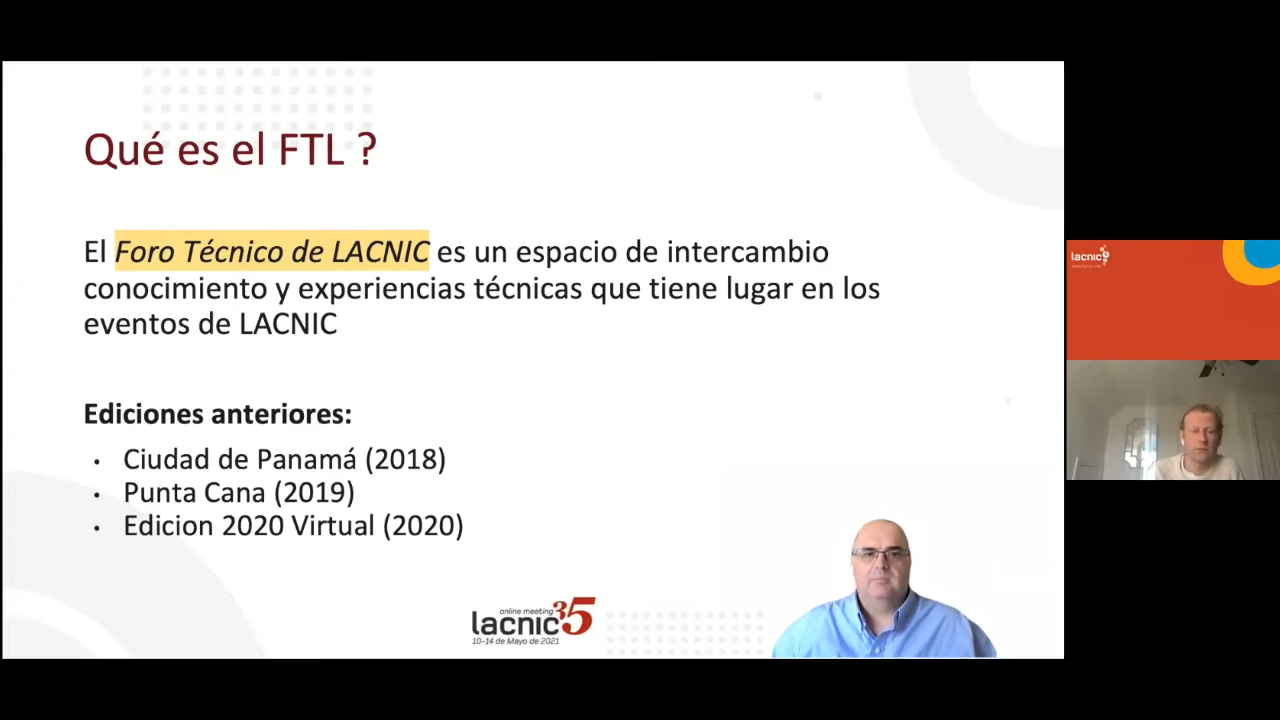 Qué es el FTL ?
El Foro Técnico de LACNIC es un espacio de intercambio
conocimiento y experiencias técnicas que tiene lugar en los
eventos de LACNIC
Ediciones anteriores:
• Ciudad de Panamá (2018)
• Punta Cana (2019)
• Edicion 2020 Virtual (2020)
online meeting
lacnic35
10-14 de Mayo de 2021
lacnic